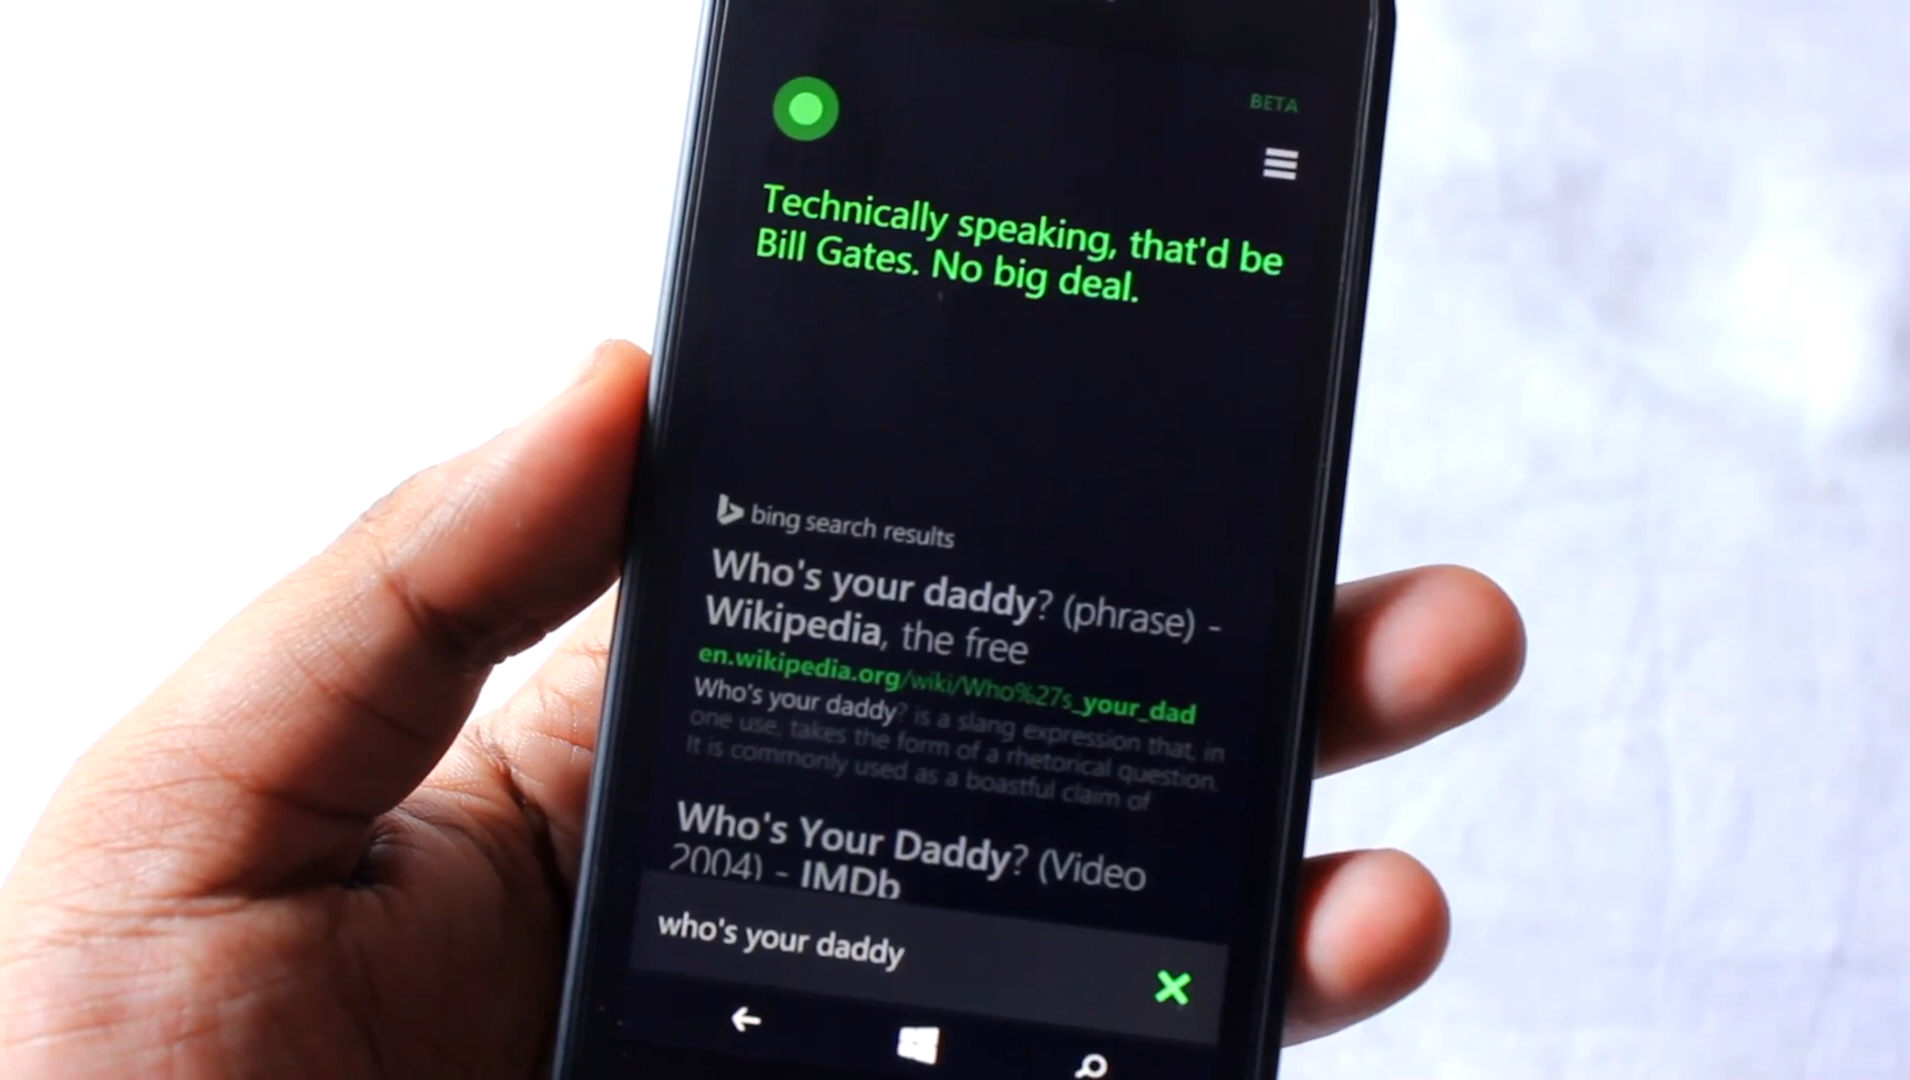 BETA
Technically speaking, that'd be
Bill Gates. No big deal.
bing search results
Who's your daddy? (phrase) -
Wikipedia, the free
en.wikipedia.org/wiki/Who%27s_your_dad
Who's your daddy? is a slang expression that, in
one use, takes the form of a rhetorical question.
It is commonly used as a boastful claim of
Who's Your Daddy? (Video
2004) - IMDb
who's your daddy